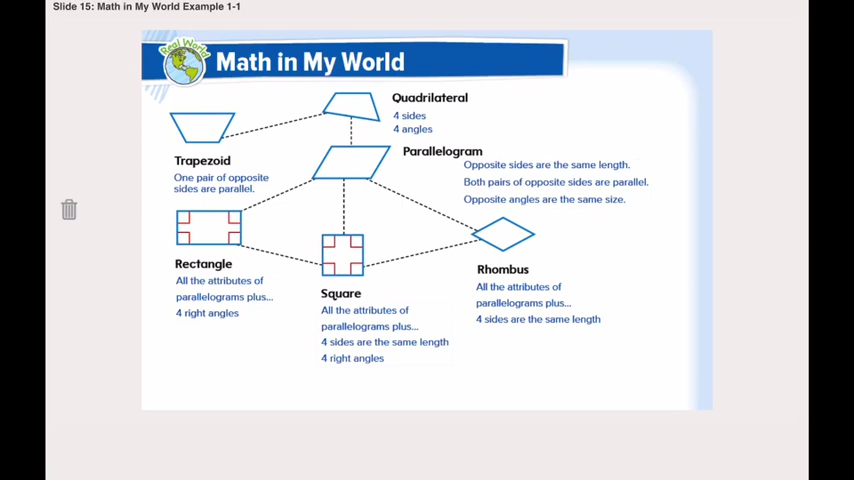 Slide 15: Math in My World Example 1-1
Real World
Math in My World
Quadrilateral
4 sides
4 angles
Trapezoid
One pair of opposite
sides are parallel.
Parallelogram
Opposite sides are the same length.
Both pairs of opposite sides are parallel.
Opposite angles are the same size.
Rectangle
All the attributes of
parallelograms plus...
4 right angles
Square
All the attributes of
parallelograms plus...
4 sides are the same length
4 right angles
Rhombus
All the attributes of
parallelograms plus...
4 sides are the same length